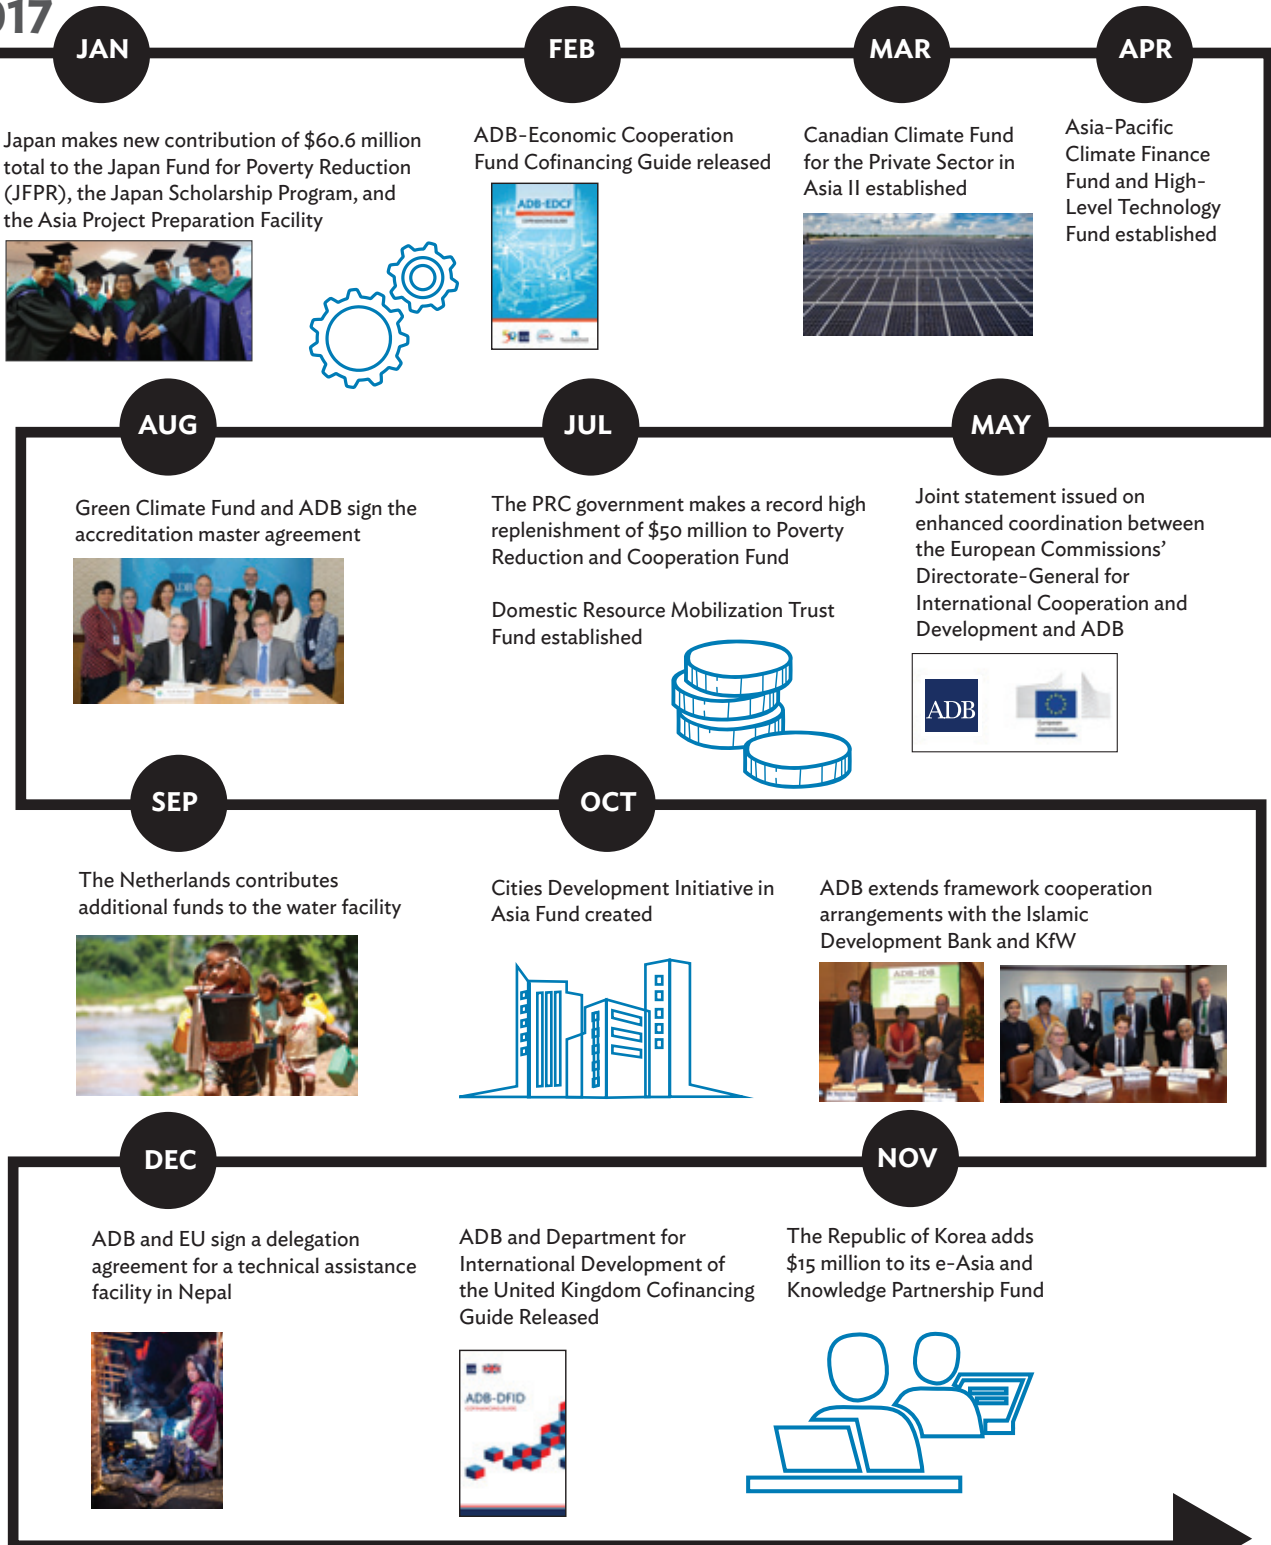 017
JAN
FEB
MAR
APR
Japan makes new contribution of $60.6 million
total to the Japan Fund for Poverty Reduction
(JFPR), the Japan Scholarship Program, and
the Asia Project Preparation Facility
ADB-Economic Cooperation
Fund Cofinancing Guide released
ADB-EDCF
COFINANCING GUIDE
Canadian Climate Fund
for the Private Sector in
Asia II established
Asia-Pacific
Climate Finance
Fund and High-
Level Technology
Fund established
AUG
JUL
MAY
Green Climate Fund and ADB sign the
accreditation master agreement
ADB
The PRC government makes a record high
replenishment of $50 million to Poverty
Reduction and Cooperation Fund
Domestic Resource Mobilization Trust
Fund established
Joint statement issued on
enhanced coordination between
the European Commissions’
Directorate-General for
International Cooperation and
Development and ADB
ADB
European
Commission
SEP
OCT
The Netherlands contributes
additional funds to the water facility
Cities Development Initiative in
Asia Fund created
ADB extends framework cooperation
arrangements with the Islamic
Development Bank and KfW
ADB-IDB
DEC
NOV
ADB and EU sign a delegation
agreement for a technical assistance
facility in Nepal
ADB and Department for
International Development of
the United Kingdom Cofinancing
Guide Released
ADB-DFID
COFINANCING GUIDE
The Republic of Korea adds
$15 million to its e-Asia and
Knowledge Partnership Fund